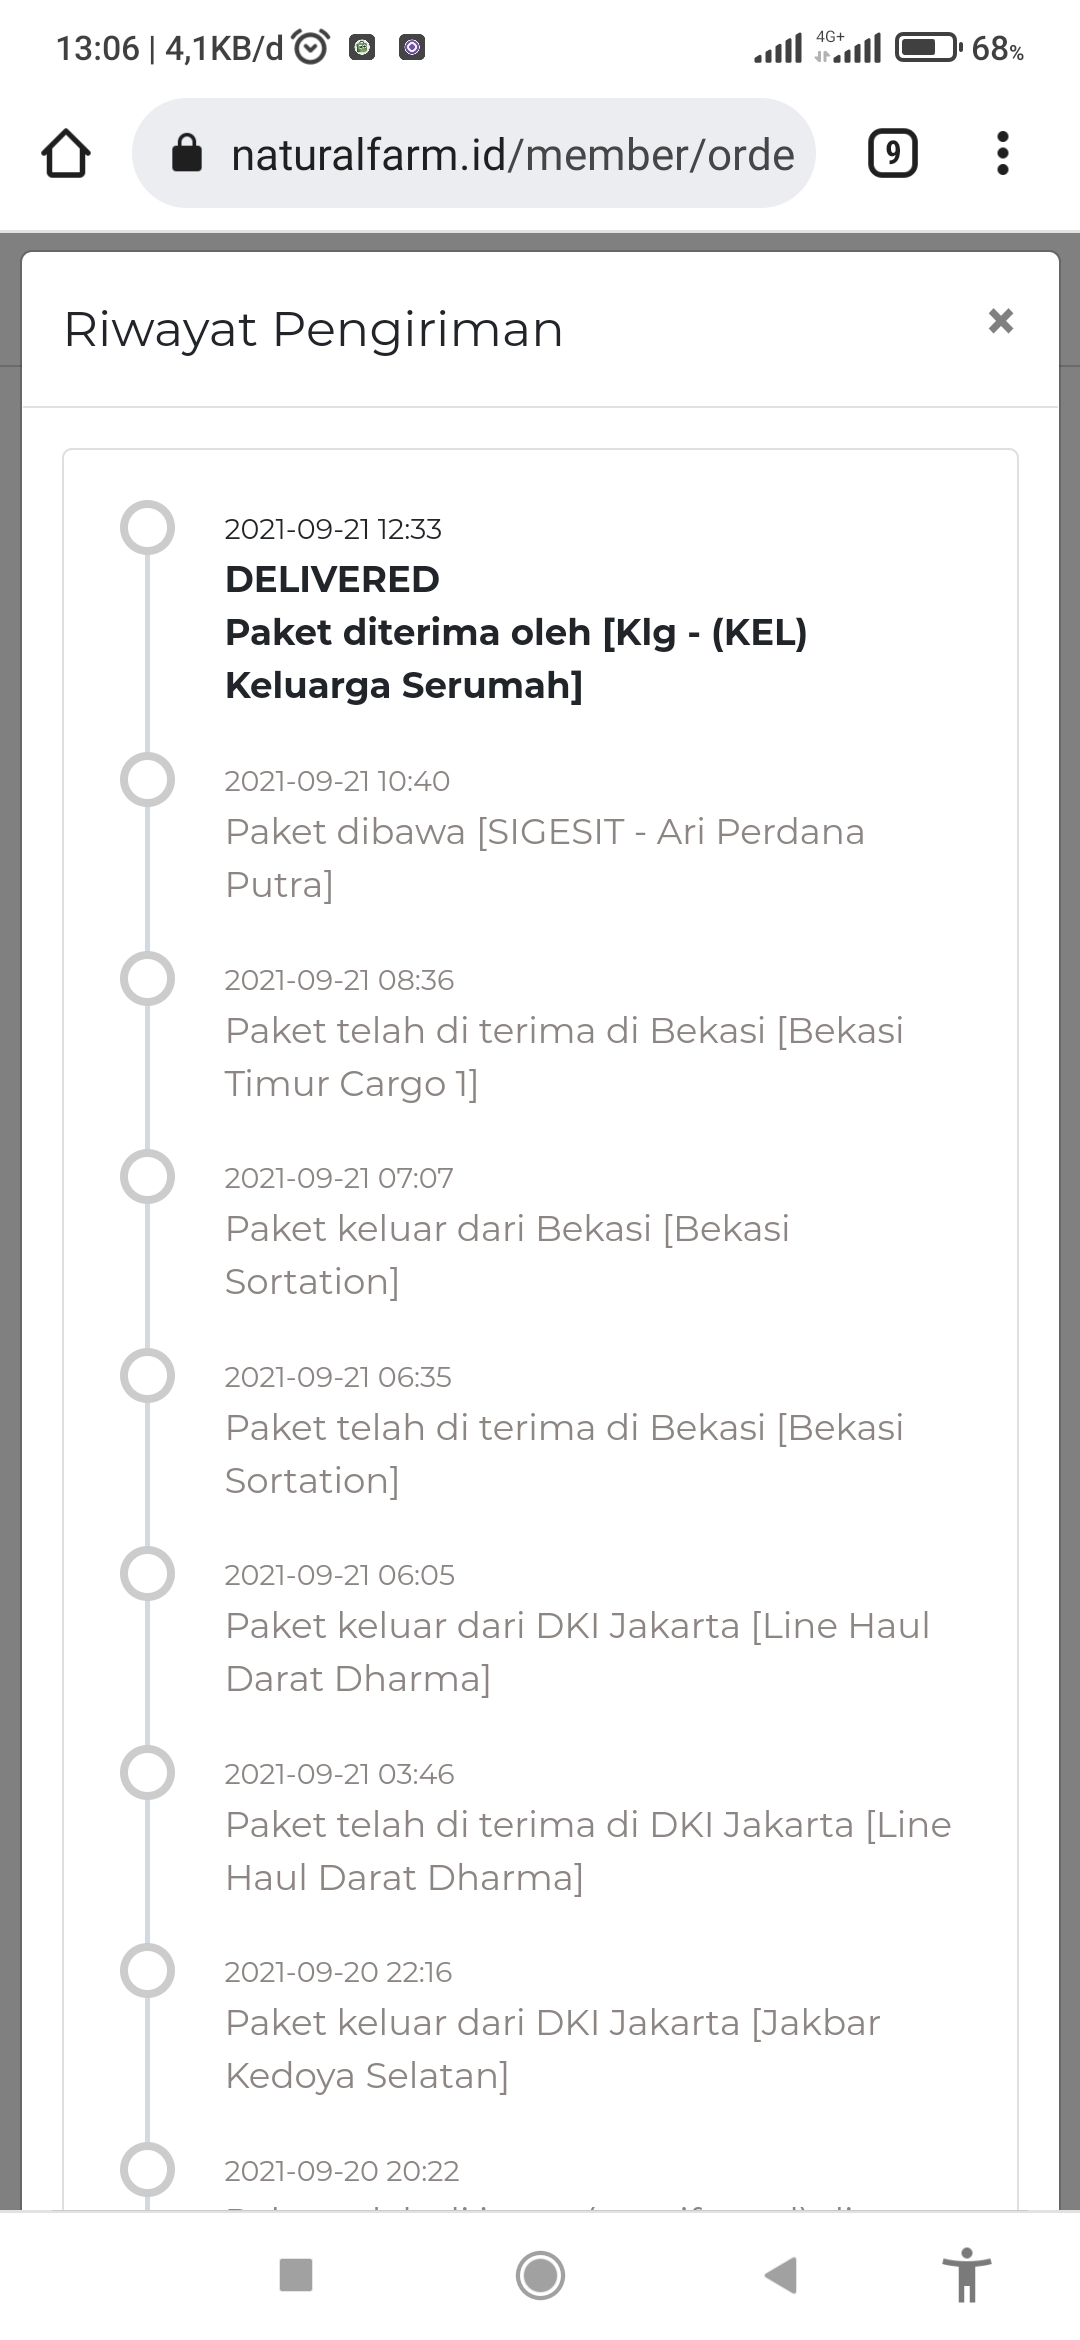 13:06 | 4,1KB/d
4G+
68%
naturalfarm.id/member/orde
9
Riwayat Pengiriman
×
2021-09-21 12:33
DELIVERED
Paket diterima oleh [Klg - (KEL)
Keluarga Serumah]
2021-09-21 10:40
Paket dibawa [SIGESIT - Ari Perdana
Putra]
2021-09-21 08:36
Paket telah di terima di Bekasi [Bekasi
Timur Cargo 1]
2021-09-21 07:07
Paket keluar dari Bekasi [Bekasi
Sortation]
2021-09-21 06:35
Paket telah di terima di Bekasi [Bekasi
Sortation]
2021-09-21 06:05
Paket keluar dari DKI Jakarta [Line Haul
Darat Dharma]
2021-09-21 03:46
Paket telah di terima di DKI Jakarta [Line
Haul Darat Dharma]
2021-09-20 22:16
Paket keluar dari DKI Jakarta [Jakbar
Kedoya Selatan]
2021-09-20 20:22